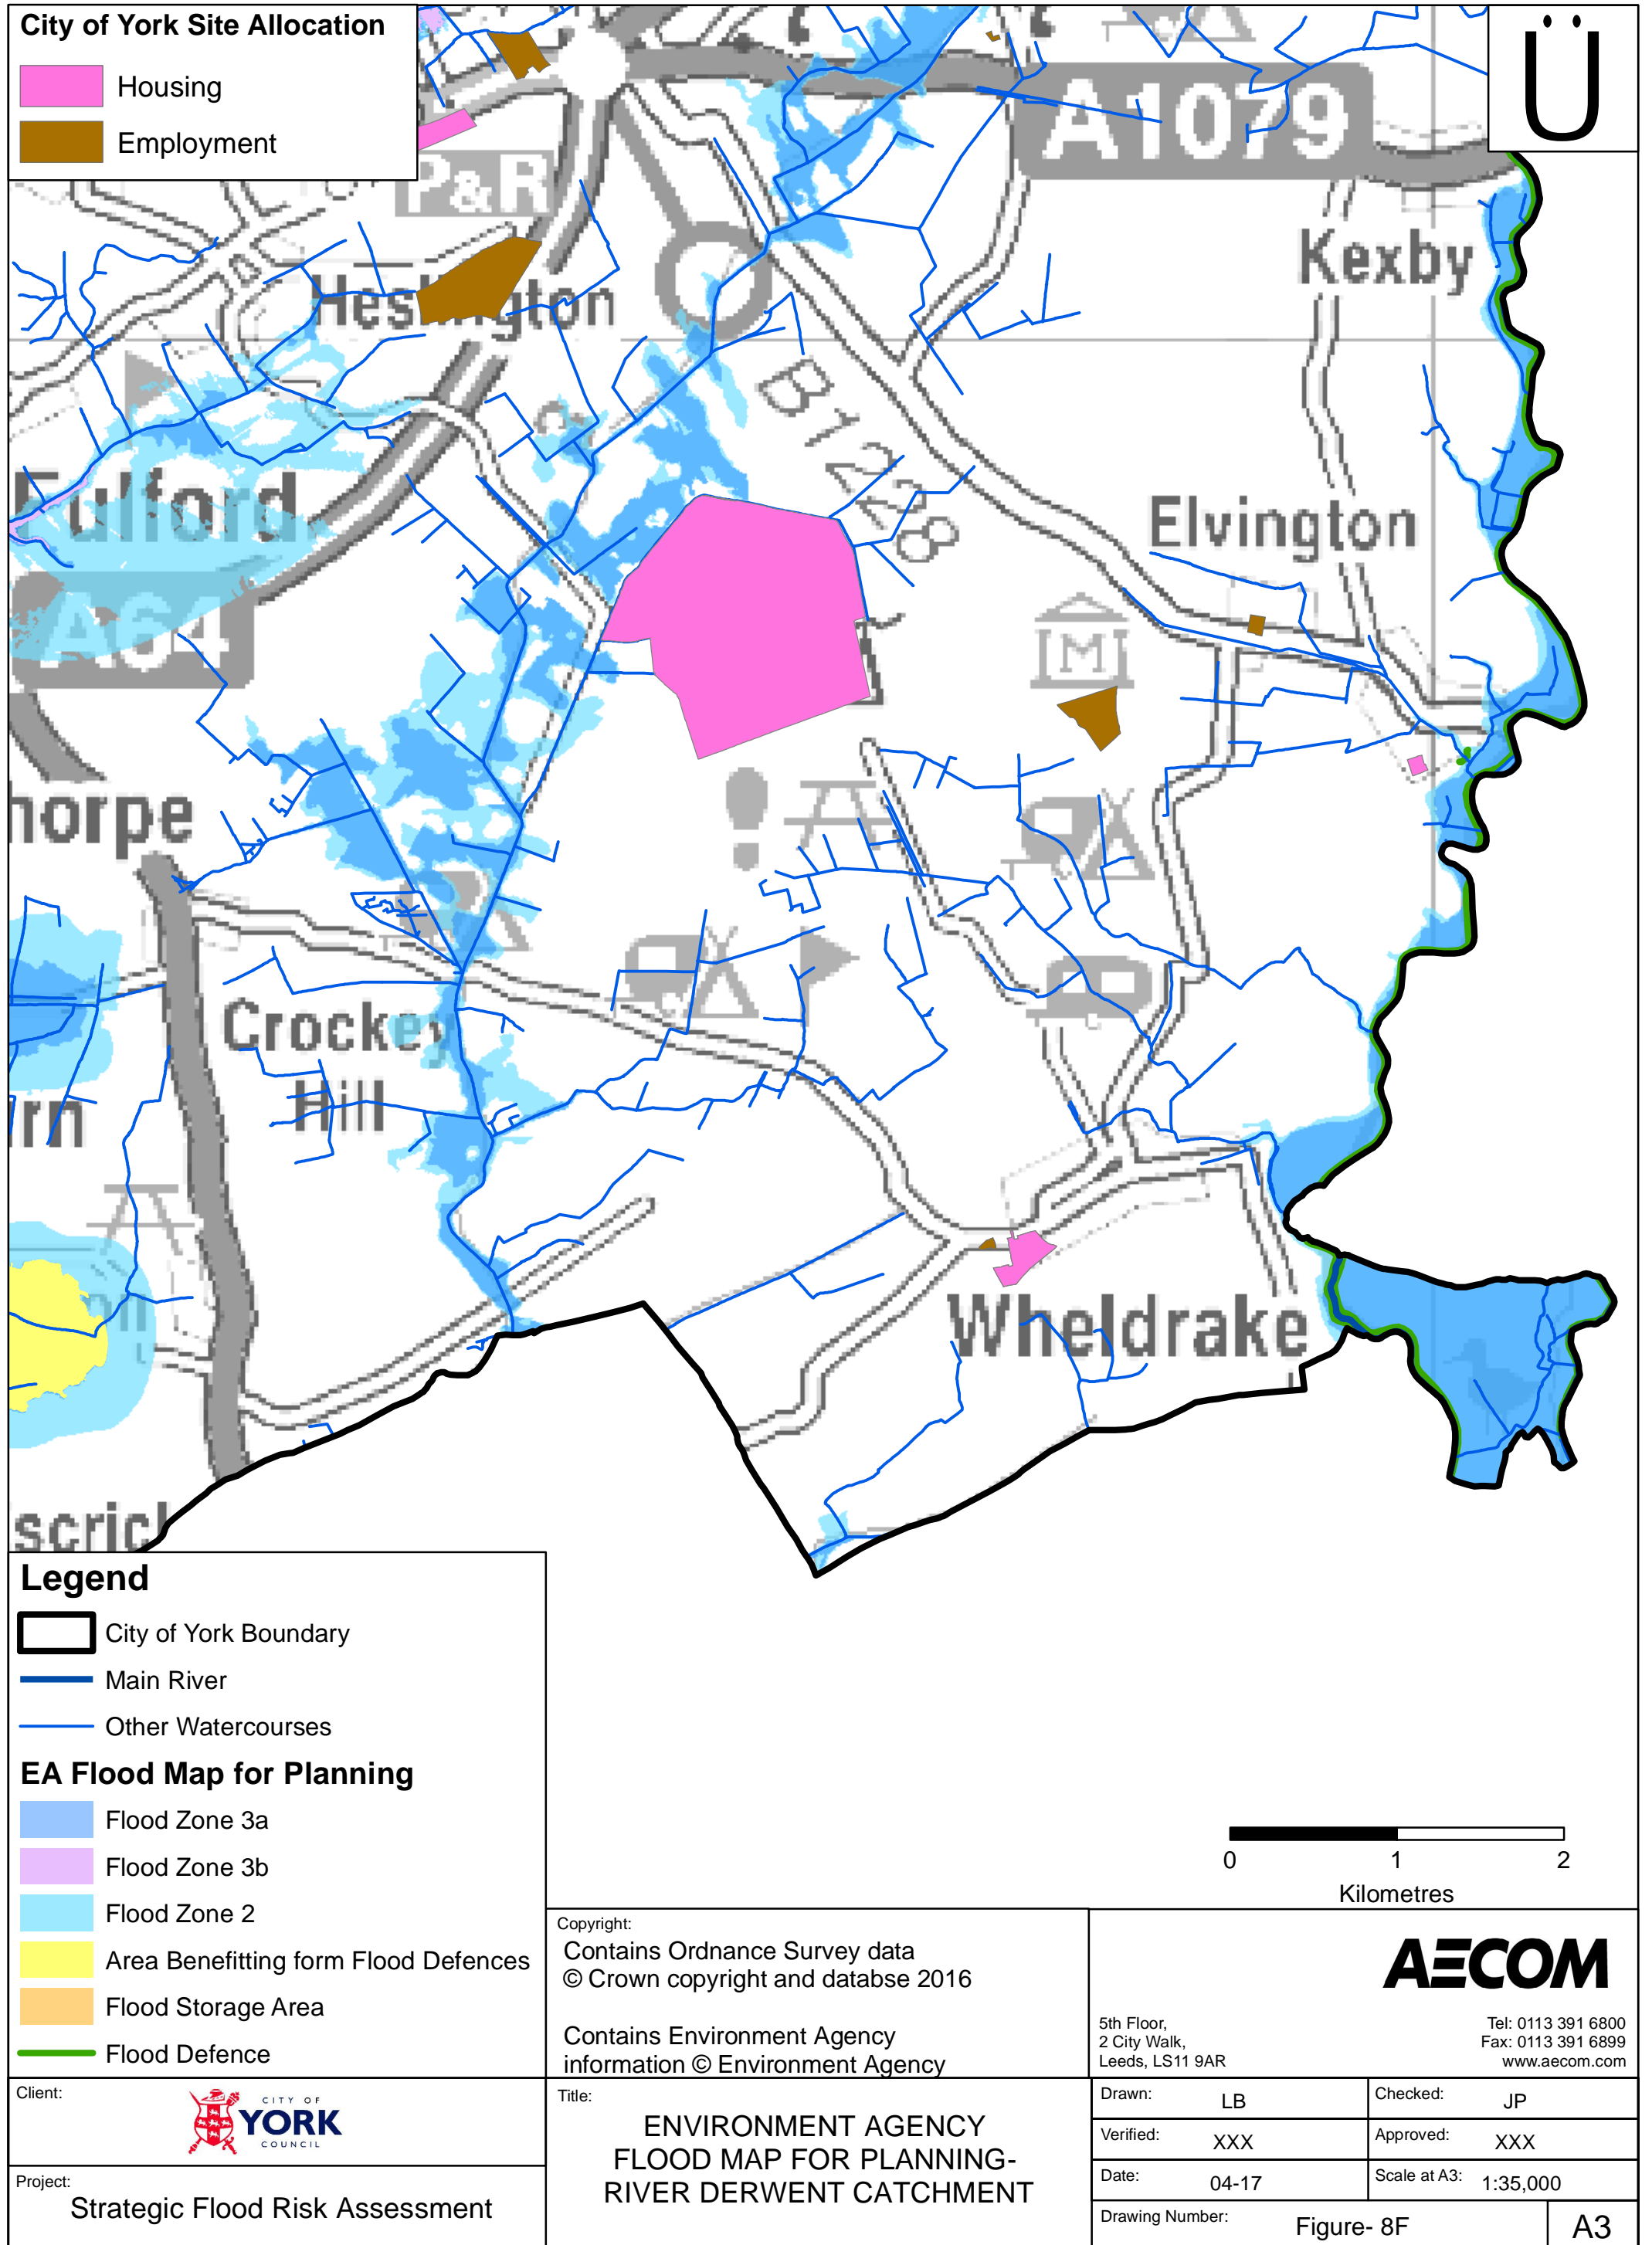 City of York Site Allocation
Housing
Employment
Ü
A1079
P&R
Kexby
Heslington
B1228
Fulford
Elvington
A64
M
horpe
Crockey
Hill
rn
Wheldrake
scrick
Legend
City of York Boundary
Main River
Other Watercourses
EA Flood Map for Planning
Flood Zone 3a
Flood Zone 3b
Flood Zone 2
Area Benefitting form Flood Defences
Flood Storage Area
Flood Defence
0 1 2
Kilometres
Copyright:
Contains Ordnance Survey data
© Crown copyright and databse 2016
Contains Environment Agency
information © Environment Agency
AECOM
5th Floor,
2 City Walk,
Leeds, LS11 9AR
Tel: 0113 391 6800
Fax: 0113 391 6899
www.aecom.com
Client:
CITY OF
YORK
COUNCIL
Project:
Strategic Flood Risk Assessment
Title:
ENVIRONMENT AGENCY
FLOOD MAP FOR PLANNING-
RIVER DERWENT CATCHMENT
Drawn: LB
Checked: JP
Verified: XXX
Approved: XXX
Date: 04-17
Scale at A3: 1:35,000
Drawing Number: Figure- 8F
A3